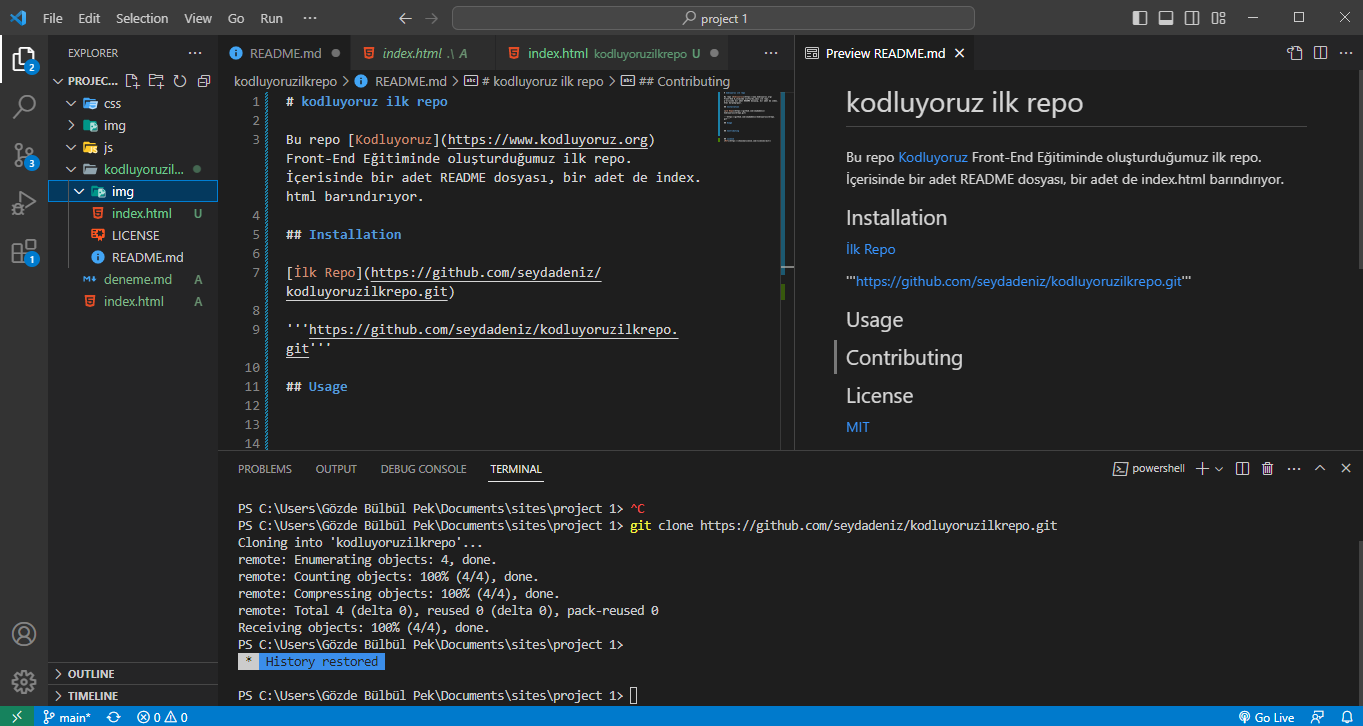 File Edit Selection View Go Run ··· project 1
EXPLORER ···
PROJEC...
css
img
js
kodluyoruzil...
img
index.html U
LICENSE
README.md
deneme.md A
index.html A
OUTLINE
TIMELINE
README.md index.html .\ A index.html kodluyoruzilkrepo U ···
kodluyoruzilkrepo > README.md > # kodluyoruz ilk repo > ## Contributing
1 # kodluyoruz ilk repo
2
3 Bu repo [Kodluyoruz](https://www.kodluyoruz.org)
Front-End Eğitiminde oluşturduğumuz ilk repo.
İçerisinde bir adet README dosyası, bir adet de index.
html barındırıyor.
4
5 ## Installation
6
7 [İlk Repo](https://github.com/seydadeniz/
kodluyoruzilkrepo.git)
8
9 '''https://github.com/seydadeniz/kodluyoruzilkrepo.
git'''
10
11 ## Usage
12
13
14
Preview README.md
kodluyoruz ilk repo
Bu repo Kodluyoruz Front-End Eğitiminde oluşturduğumuz ilk repo.
İçerisinde bir adet README dosyası, bir adet de index.html barındırıyor.
Installation
İlk Repo
'''https://github.com/seydadeniz/kodluyoruzilkrepo.git'''
Usage
Contributing
License
MIT
PROBLEMS OUTPUT DEBUG CONSOLE TERMINAL powershell
PS C:\Users\Gözde Bülbül Pek\Documents\sites\project 1> ^C
PS C:\Users\Gözde Bülbül Pek\Documents\sites\project 1> git clone https://github.com/seydadeniz/kodluyoruzilkrepo.git
Cloning into 'kodluyoruzilkrepo'...
remote: Enumerating objects: 4, done.
remote: Counting objects: 100% (4/4), done.
remote: Compressing objects: 100% (4/4), done.
remote: Total 4 (delta 0), reused 0 (delta 0), pack-reused 0
Receiving objects: 100% (4/4), done.
PS C:\Users\Gözde Bülbül Pek\Documents\sites\project 1>
* History restored
PS C:\Users\Gözde Bülbül Pek\Documents\sites\project 1>
main* 0 0 Go Live
2
3
1